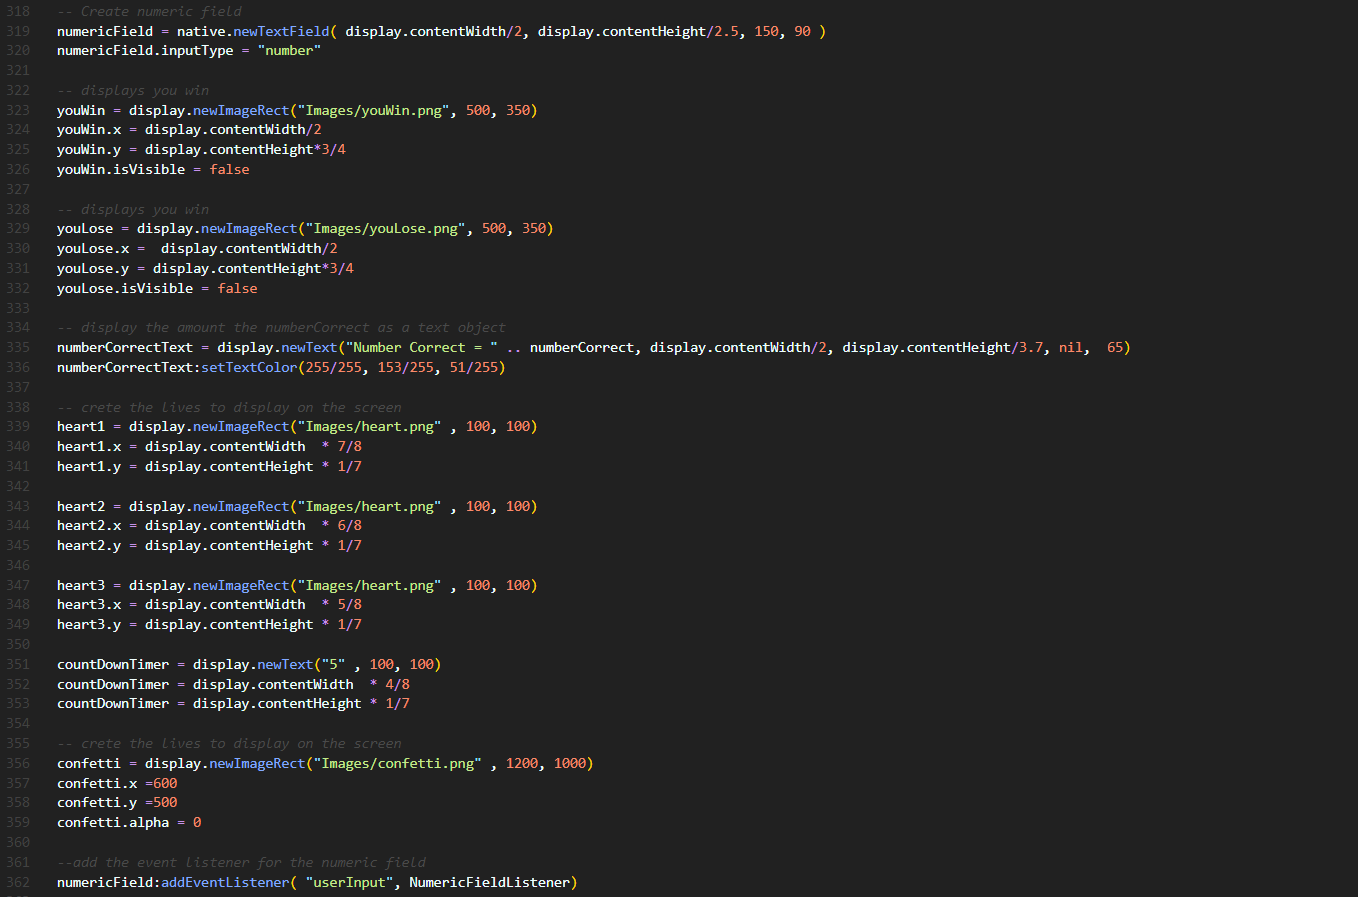 318 -- Create numeric field
319 numericField = native.newTextField( display.contentWidth/2, display.contentHeight/2.5, 150, 90 )
320 numericField.inputType = "number"
321
322 -- displays you win
323 youWin = display.newImageRect("Images/youWin.png", 500, 350)
324 youWin.x = display.contentWidth/2
325 youWin.y = display.contentHeight*3/4
326 youWin.isVisible = false
327
328 -- displays you win
329 youLose = display.newImageRect("Images/youLose.png", 500, 350)
330 youLose.x =  display.contentWidth/2
331 youLose.y = display.contentHeight*3/4
332 youLose.isVisible = false
333
334 -- display the amount the numberCorrect as a text object
335 numberCorrectText = display.newText("Number Correct = " .. numberCorrect, display.contentWidth/2, display.contentHeight/3.7, nil,  65)
336 numberCorrectText:setTextColor(255/255, 153/255, 51/255)
337
338 -- crete the lives to display on the screen
339 heart1 = display.newImageRect("Images/heart.png" , 100, 100)
340 heart1.x = display.contentWidth  * 7/8
341 heart1.y = display.contentHeight * 1/7
342
343 heart2 = display.newImageRect("Images/heart.png" , 100, 100)
344 heart2.x = display.contentWidth  * 6/8
345 heart2.y = display.contentHeight * 1/7
346
347 heart3 = display.newImageRect("Images/heart.png" , 100, 100)
348 heart3.x = display.contentWidth  * 5/8
349 heart3.y = display.contentHeight * 1/7
350
351 countDownTimer = display.newText("5" , 100, 100)
352 countDownTimer = display.contentWidth  * 4/8
353 countDownTimer = display.contentHeight * 1/7
354
355 -- crete the lives to display on the screen
356 confetti = display.newImageRect("Images/confetti.png" , 1200, 1000)
357 confetti.x =600
358 confetti.y =500
359 confetti.alpha = 0
360
361 --add the event listener for the numeric field
362 numericField:addEventListener( "userInput", NumericFieldListener)